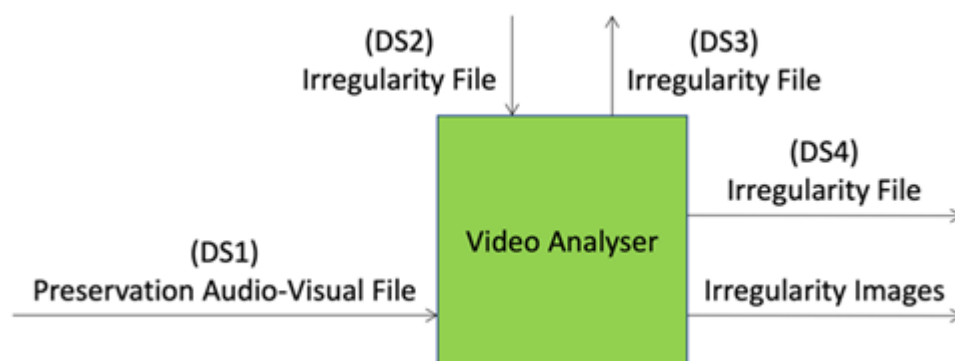 (DS2)
Irregularity File
(DS3)
Irregularity File
(DS4)
Irregularity File
Video Analyser
(DS1)
Preservation Audio-Visual File
Irregularity Images